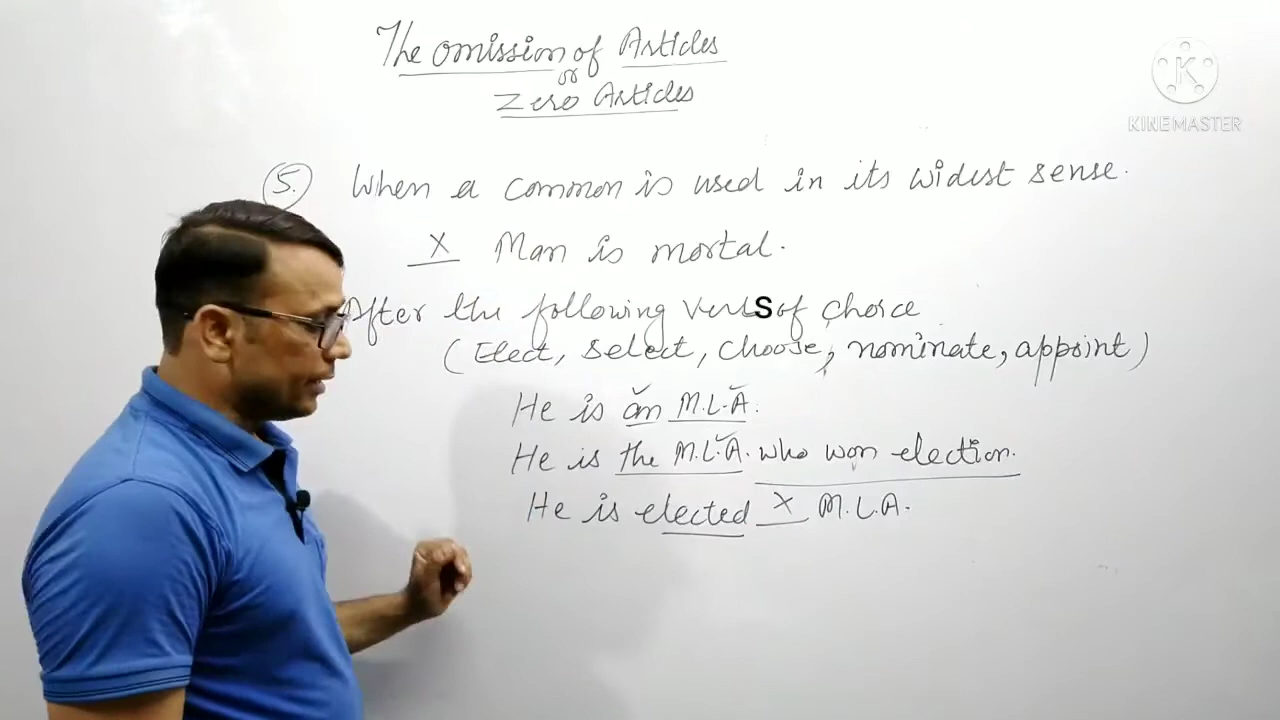 The omission of Articles
or
Zero Articles
KINEMASTER
5. When a common is used in its widest sense.
X Man is mortal.
After the following verbs of choice
(Elect, select, choose, nominate, appoint)
He is an M.L.A.
He is the M.L.A. who won election.
He is elected X M.L.A.